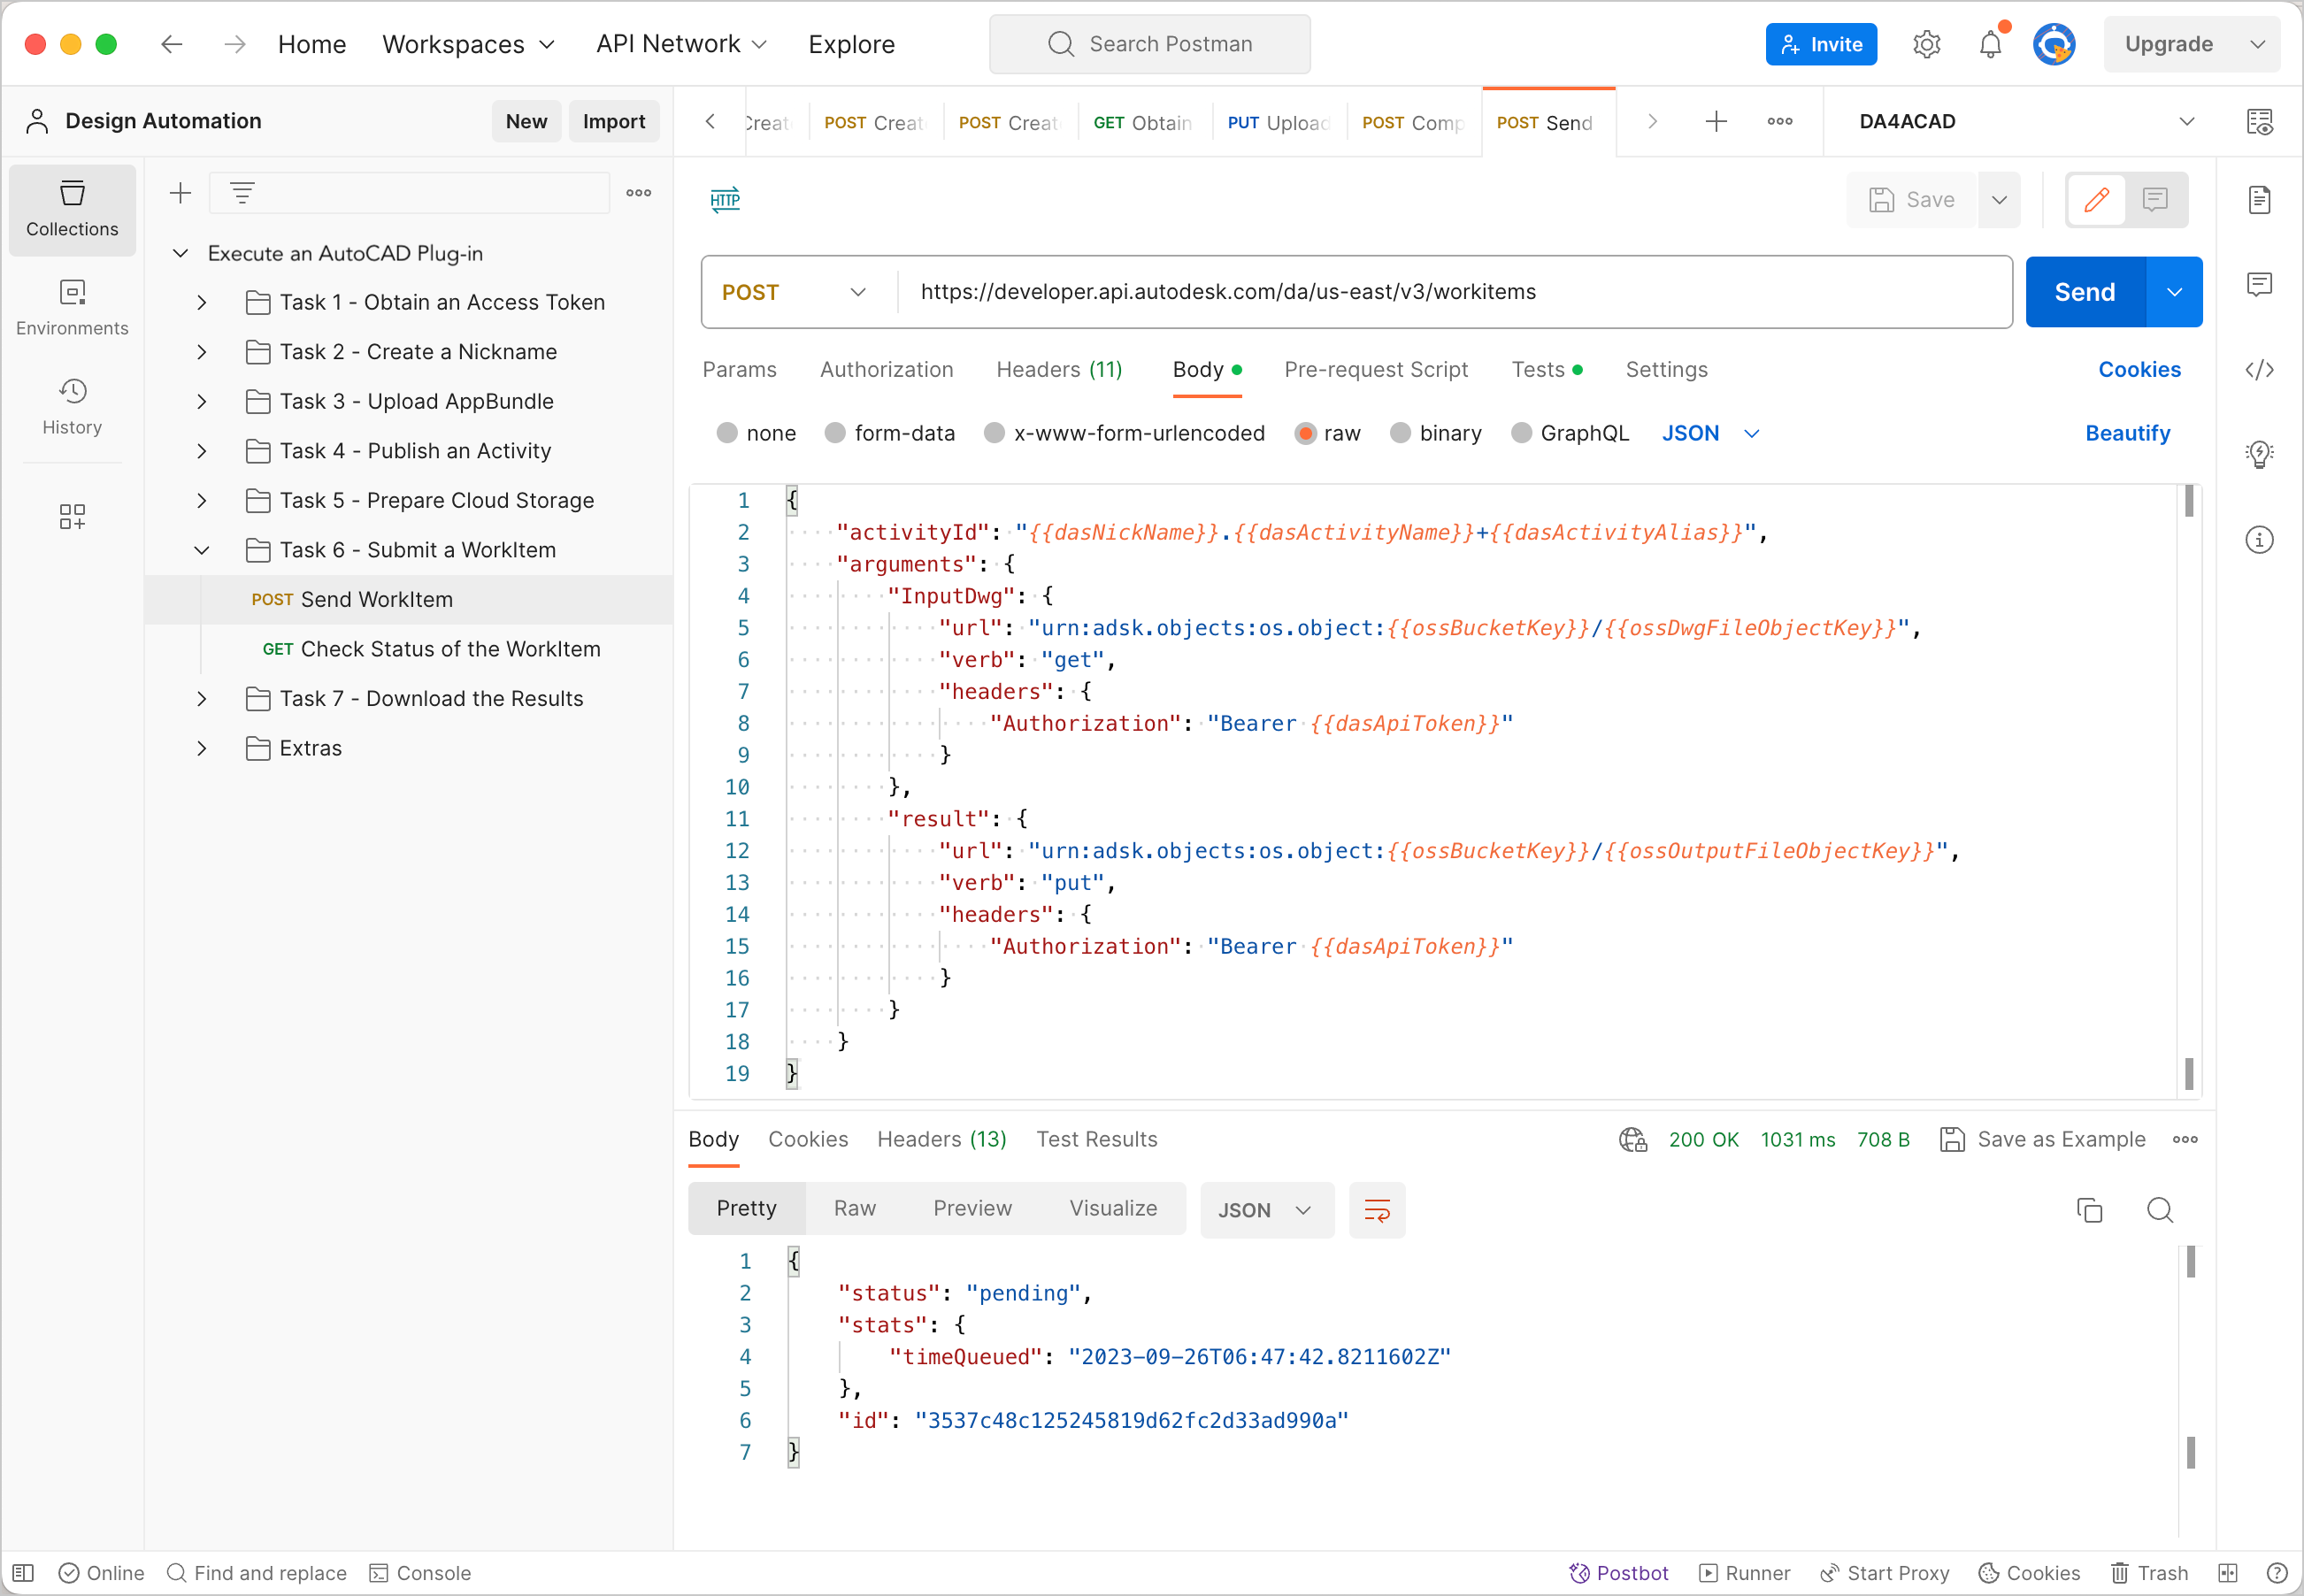 Home Workspaces API Network Explore Search Postman Invite Upgrade
Design Automation New Import
POST POST GET Obtain PUT POST POST Send DA4ACAD
Collections
Environments
History
Execute an AutoCAD Plug-in
Task 1 - Obtain an Access Token
Task 2 - Create a Nickname
Task 3 - Upload AppBundle
Task 4 - Publish an Activity
Task 5 - Prepare Cloud Storage
Task 6 - Submit a WorkItem
POST Send WorkItem
GET Check Status of the WorkItem
Task 7 - Download the Results
Extras
HTTP Save
POST https://developer.api.autodesk.com/da/us-east/v3/workitems Send
Params Authorization Headers (11) Body Pre-request Script Tests Settings Cookies
none form-data x-www-form-urlencoded raw binary GraphQL JSON Beautify
1 {
2 "activityId": "{{dasNickName}}.{{dasActivityName}}+{{dasActivityAlias}}",
3 "arguments": {
4 "InputDwg": {
5 "url": "urn:adsk.objects:os.object:{{ossBucketKey}}/{{ossDwgFileObjectKey}}",
6 "verb": "get",
7 "headers": {
8 "Authorization": "Bearer {{dasApiToken}}"
9 }
10 },
11 "result": {
12 "url": "urn:adsk.objects:os.object:{{ossBucketKey}}/{{ossOutputFileObjectKey}}",
13 "verb": "put",
14 "headers": {
15 "Authorization": "Bearer {{dasApiToken}}"
16 }
17 }
18 }
19 }
Body Cookies Headers (13) Test Results 200 OK 1031 ms 708 B Save as Example
Pretty Raw Preview Visualize JSON
1 {
2 "status": "pending",
3 "stats": {
4 "timeQueued": "2023-09-26T06:47:42.8211602Z"
5 },
6 "id": "3537c48c125245819d62fc2d33ad990a"
7 }
Online Find and replace Console Postbot Runner Start Proxy Cookies Trash